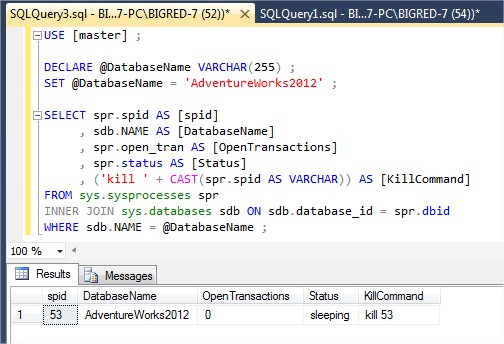 SQLQuery3.sql - BI...7-PC\BIGRED-7 (52))* SQLQuery1.sql - BI...7-PC\BIGRED-7 (54))*
USE [master] ;
DECLARE @DatabaseName VARCHAR(255) ;
SET @DatabaseName = 'AdventureWorks2012' ;
SELECT spr.spid AS [spid]
, sdb.NAME AS [DatabaseName]
, spr.open_tran AS [OpenTransactions]
, spr.status AS [Status]
, ('kill ' + CAST(spr.spid AS VARCHAR)) AS [KillCommand]
FROM sys.sysprocesses spr
INNER JOIN sys.databases sdb ON sdb.database_id = spr.dbid
WHERE sdb.NAME = @DatabaseName ;
100 %
Results Messages
spid DatabaseName OpenTransactions Status KillCommand
1 53 AdventureWorks2012 0 sleeping kill 53